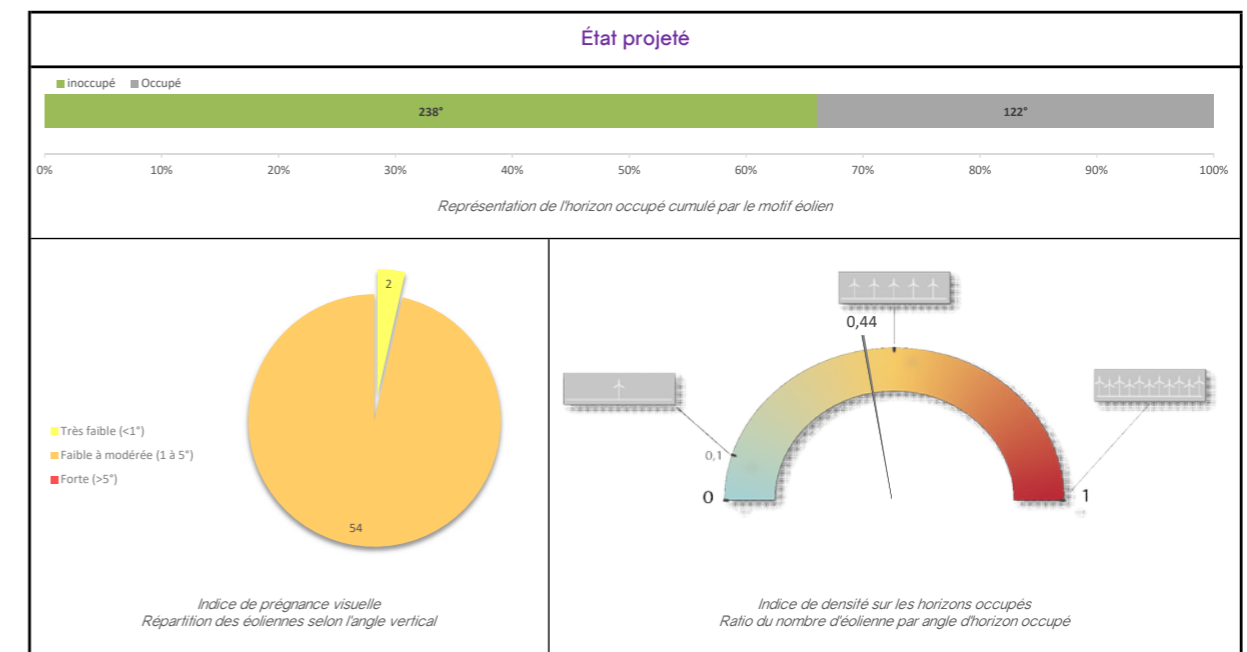 État projeté
inoccupé Occupé
238° 122°
0% 10% 20% 30% 40% 50% 60% 70% 80% 90% 100%
Représentation de l'horizon occupé cumulé par le motif éolien
2
Très faible (<1°)
Faible à modérée (1 à 5°)
Forte (>5°)
54
Indice de prégnance visuelle
Répartition des éoliennes selon l'angle vertical
0,44
0,1
0
1
Indice de densité sur les horizons occupés
Ratio du nombre d'éolienne par angle d'horizon occupé